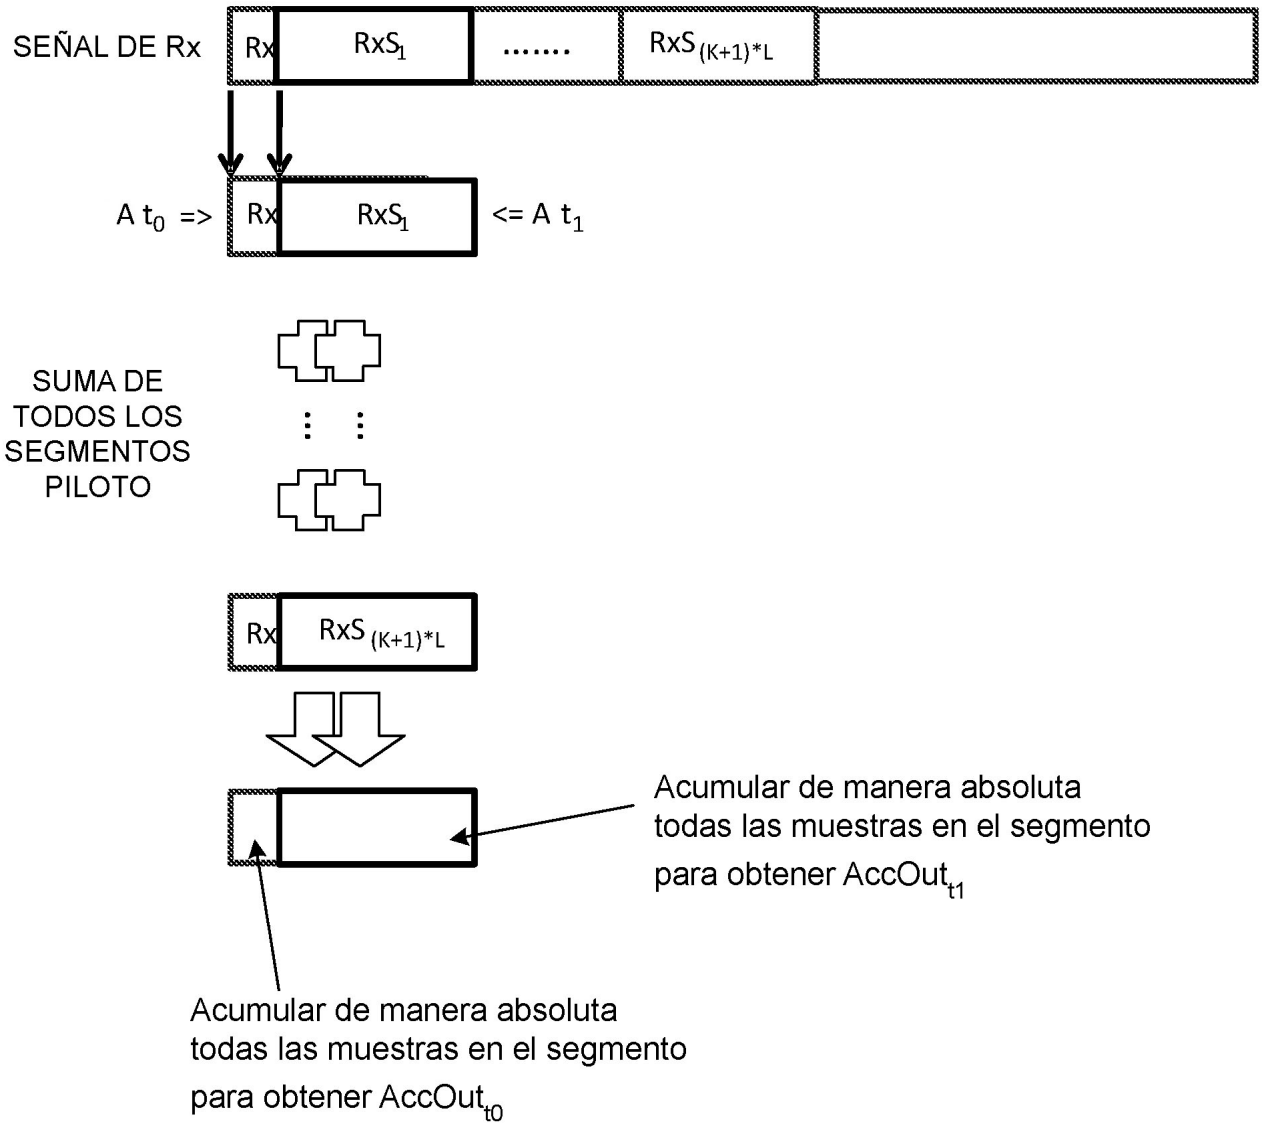 SEÑAL DE Rx Rx RxS1 ....... RxS(K+1)*L
A t0 => Rx RxS1 <= A t1
SUMA DE
TODOS LOS
SEGMENTOS
PILOTO
Rx RxS(K+1)*L
Acumular de manera absoluta
todas las muestras en el segmento
para obtener AccOutt1
Acumular de manera absoluta
todas las muestras en el segmento
para obtener AccOutt0